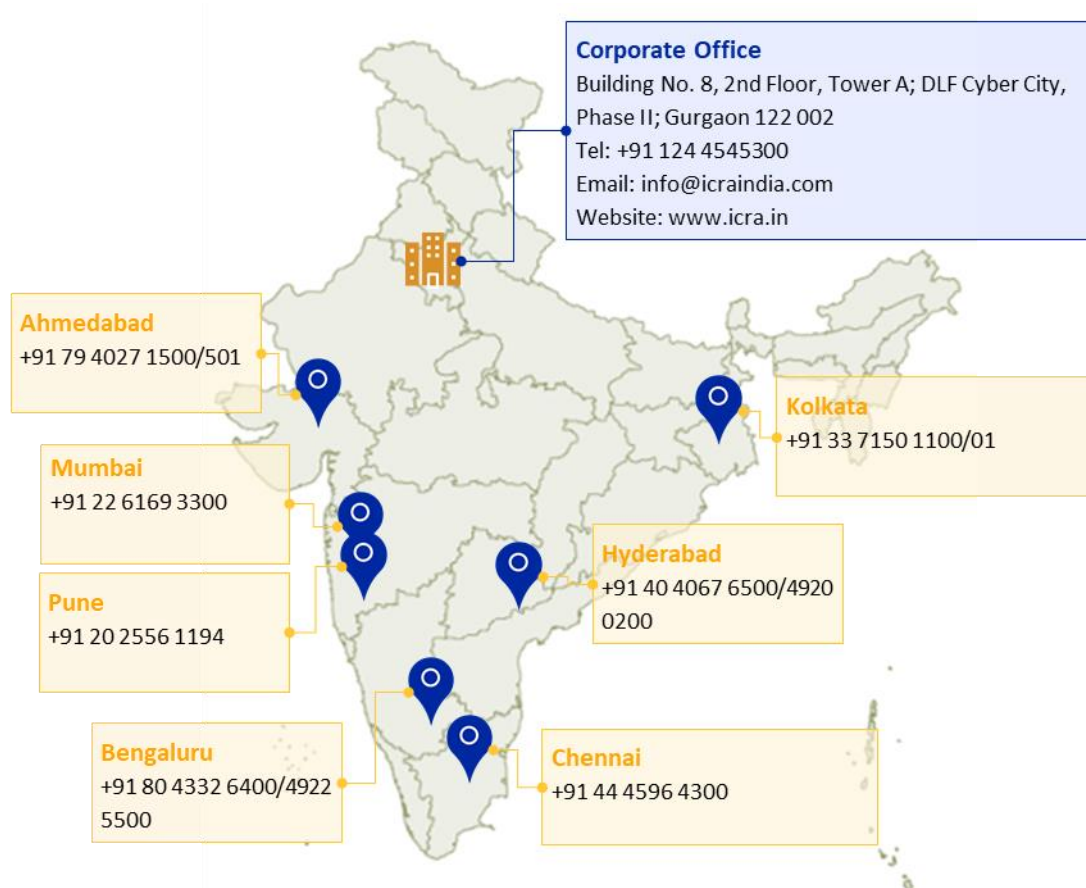 Corporate Office
Building No. 8, 2nd Floor, Tower A; DLF Cyber City,
Phase II; Gurgaon 122 002
Tel: +91 124 4545300
Email: info@icraindia.com
Website: www.icra.in
Ahmedabad
+91 79 4027 1500/501
Kolkata
+91 33 7150 1100/01
Mumbai
+91 22 6169 3300
Hyderabad
+91 40 4067 6500/4920
0200
Pune
+91 20 2556 1194
Bengaluru
+91 80 4332 6400/4922
5500
Chennai
+91 44 4596 4300